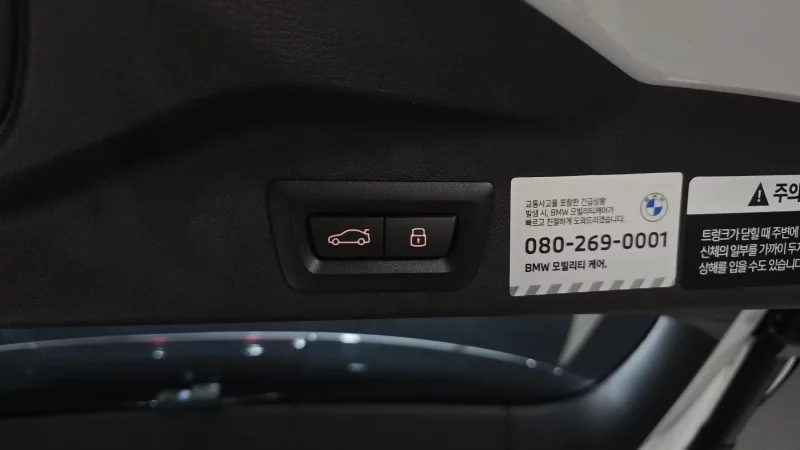 교통사고를 포함한 긴급상황
발생 시, BMW 모빌리티케어가
빠르고 친절하게 도와드리겠습니다.
080-269-0001
BMW 모빌리티 케어.
주의
트렁크가 닫힐 때 주변에
신체의 일부를 가까이 두지
상해를 입을 수도 있습니다